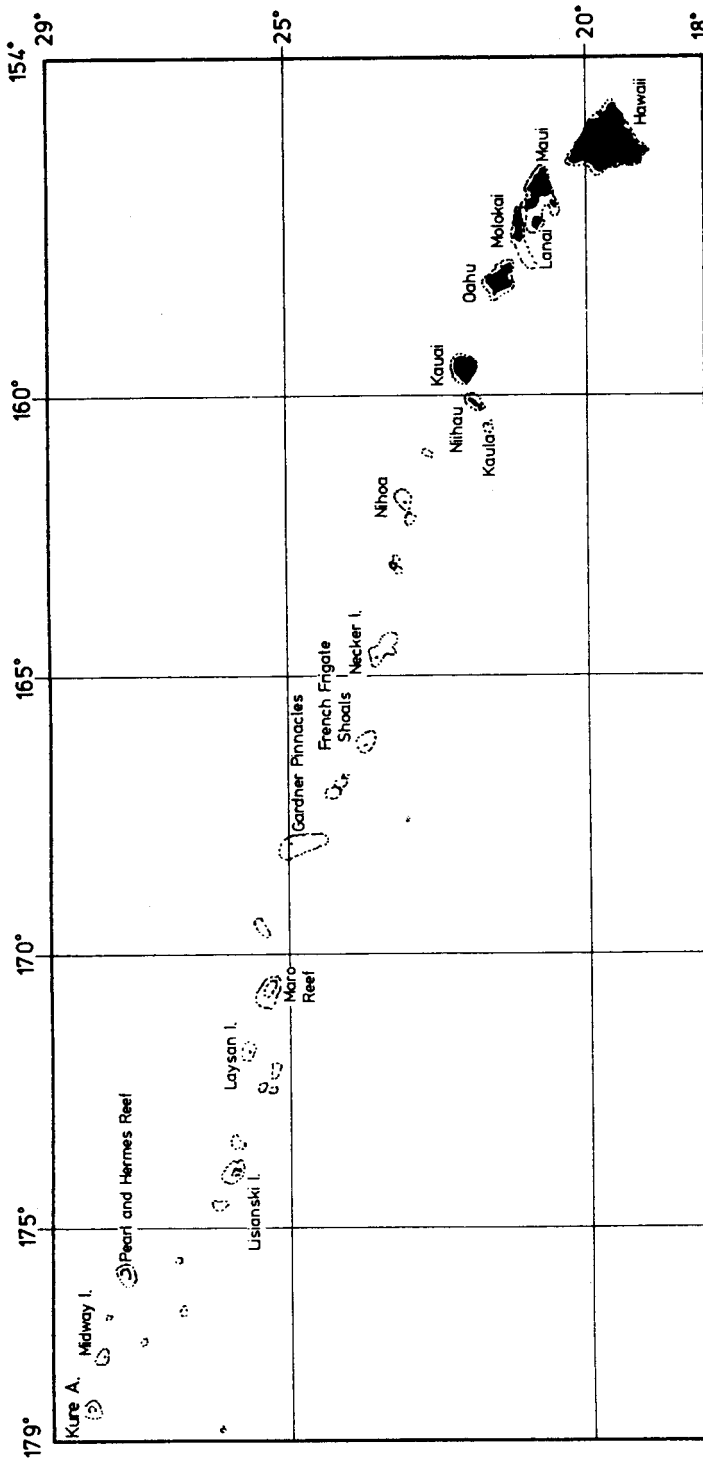 179°
175°
170°
165°
160°
154°
29°
25°
20°
18°
Kure A.
Midway I.
Pearl and Hermes Reef
Lisianski I.
Laysan I.
Maro
Reef
Gardner Pinnacles
French Frigate
Shoals
Necker I.
Nihoa
Kaula
Niihau
Kauai
Oahu
Molokai
Lanai
Maui
Hawaii